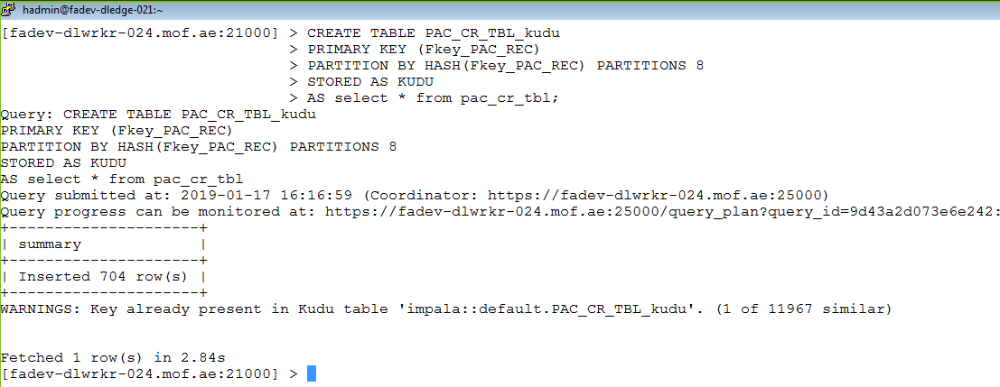 hadmin@fadev-dledge-021:~
[fadev-dlwrkr-024.mof.ae:21000] > CREATE TABLE PAC_CR_TBL_kudu
> PRIMARY KEY (Fkey_PAC_REC)
> PARTITION BY HASH(Fkey_PAC_REC) PARTITIONS 8
> STORED AS KUDU
> AS select * from pac_cr_tbl;
Query: CREATE TABLE PAC_CR_TBL_kudu
PRIMARY KEY (Fkey_PAC_REC)
PARTITION BY HASH(Fkey_PAC_REC) PARTITIONS 8
STORED AS KUDU
AS select * from pac_cr_tbl
Query submitted at: 2019-01-17 16:16:59 (Coordinator: https://fadev-dlwrkr-024.mof.ae:25000)
Query progress can be monitored at: https://fadev-dlwrkr-024.mof.ae:25000/query_plan?query_id=9d43a2d073e6e242:
+---------------------+
| summary             |
+---------------------+
| Inserted 704 row(s) |
+---------------------+
WARNINGS: Key already present in Kudu table 'impala::default.PAC_CR_TBL_kudu'. (1 of 11967 similar)
Fetched 1 row(s) in 2.84s
[fadev-dlwrkr-024.mof.ae:21000] >